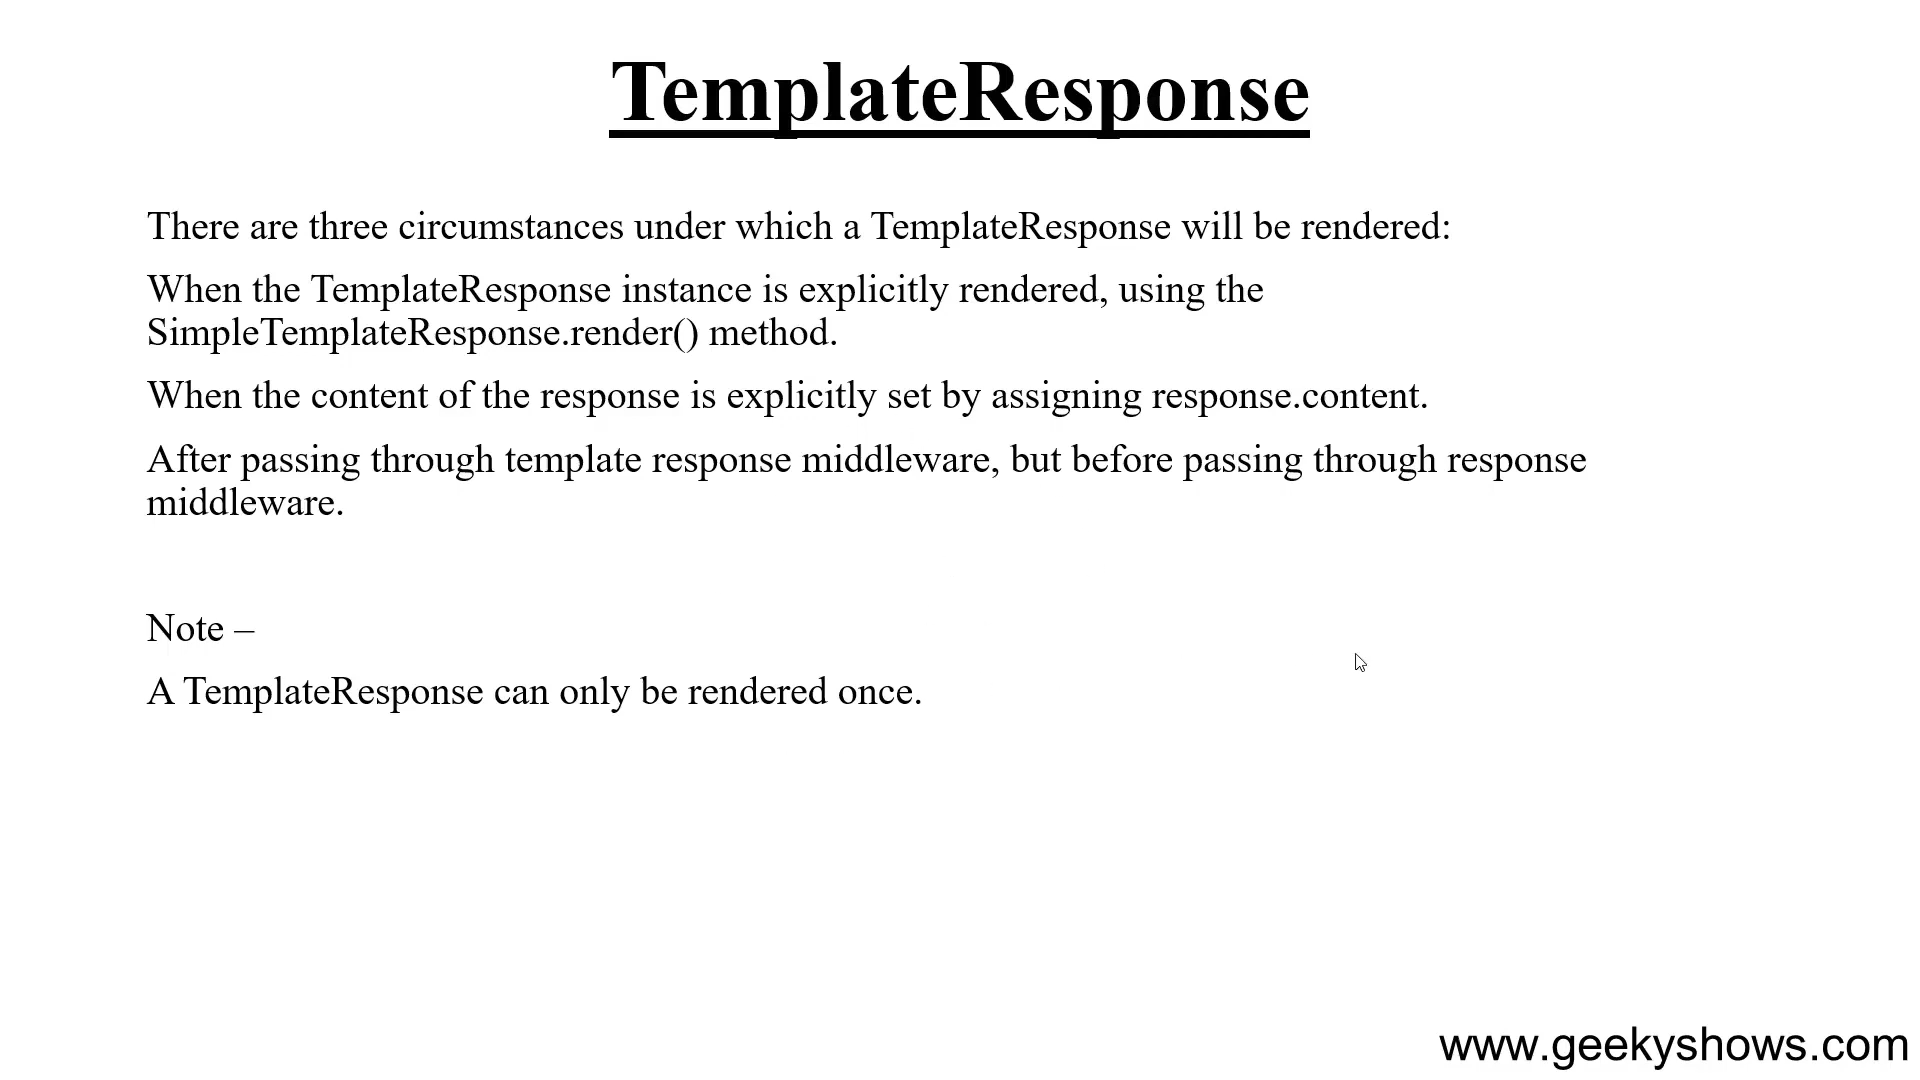 TemplateResponse
There are three circumstances under which a TemplateResponse will be rendered:
When the TemplateResponse instance is explicitly rendered, using the
SimpleTemplateResponse.render() method.
When the content of the response is explicitly set by assigning response.content.
After passing through template response middleware, but before passing through response
middleware.
Note –
A TemplateResponse can only be rendered once.
www.geekyshows.com